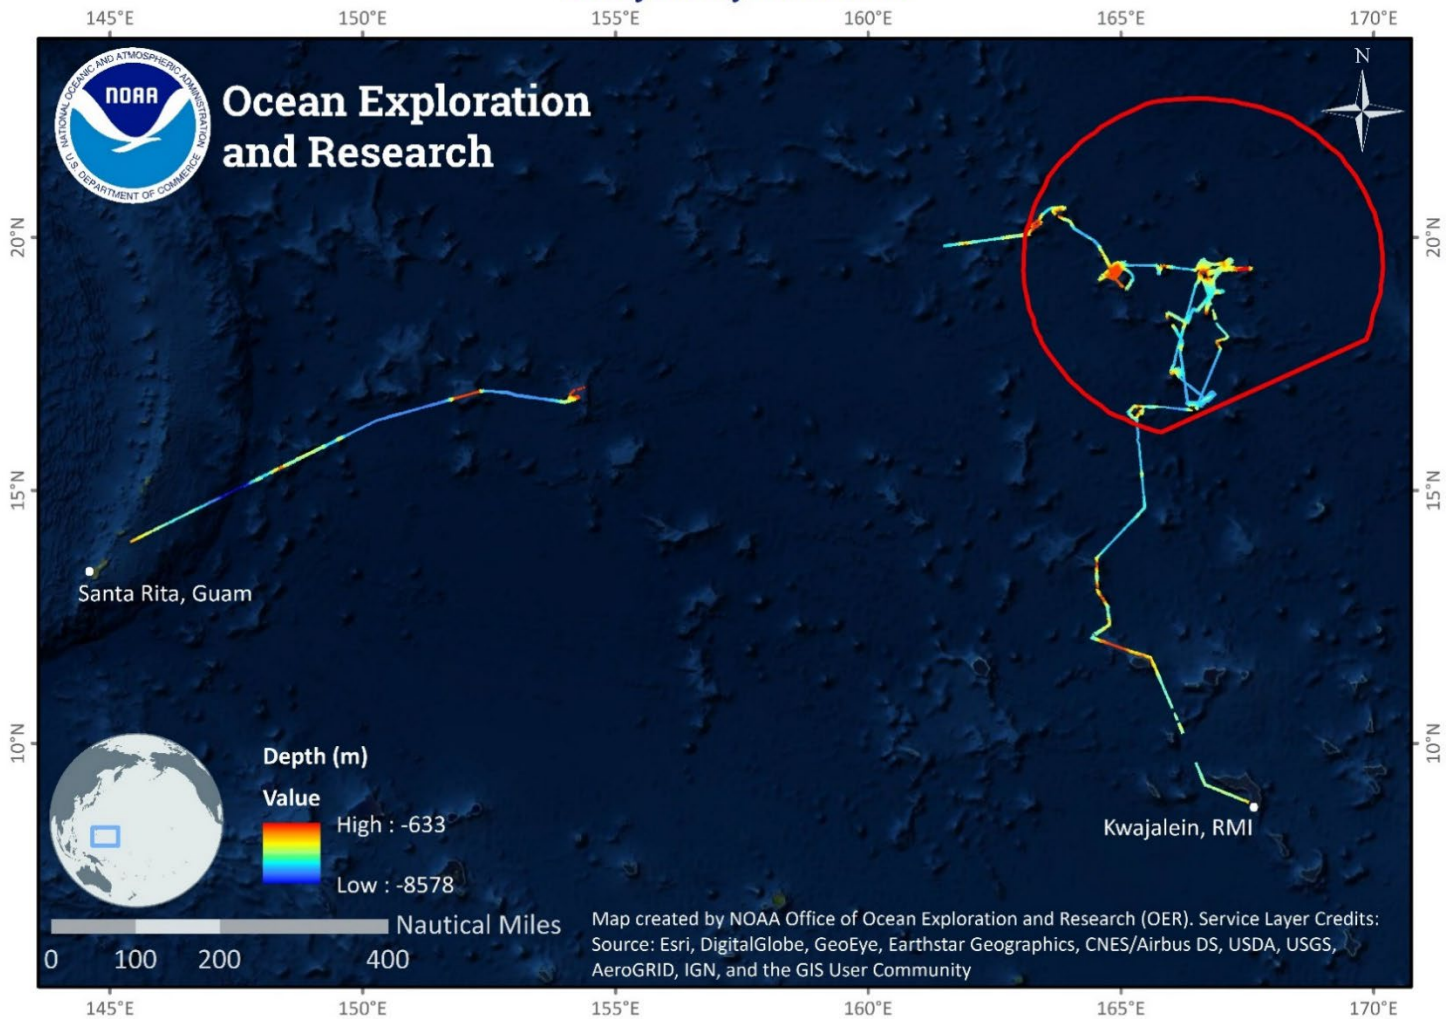 145°E 150°E 155°E 160°E 165°E 170°E
N
NATIONAL OCEANIC AND ATMOSPHERIC ADMINISTRATION
NOAA
U.S. DEPARTMENT OF COMMERCE
Ocean Exploration
and Research
20°N 20°N
15°N 15°N
Santa Rita, Guam
10°N 10°N
Depth (m)
Value
High : -633
Low : -8578
Kwajalein, RMI
Nautical Miles
0 100 200 400
Map created by NOAA Office of Ocean Exploration and Research (OER). Service Layer Credits:
Source: Esri, DigitalGlobe, GeoEye, Earthstar Geographics, CNES/Airbus DS, USDA, USGS,
AeroGRID, IGN, and the GIS User Community
145°E 150°E 155°E 160°E 165°E 170°E